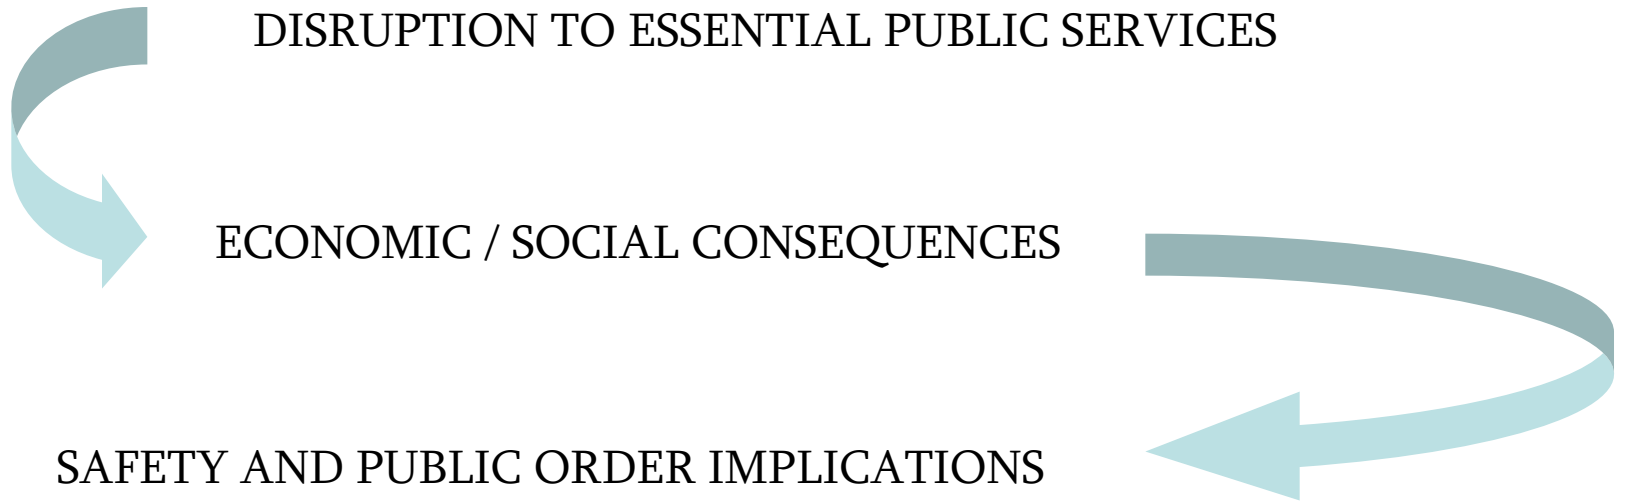 DISRUPTION TO ESSENTIAL PUBLIC SERVICES
ECONOMIC / SOCIAL CONSEQUENCES
SAFETY AND PUBLIC ORDER IMPLICATIONS